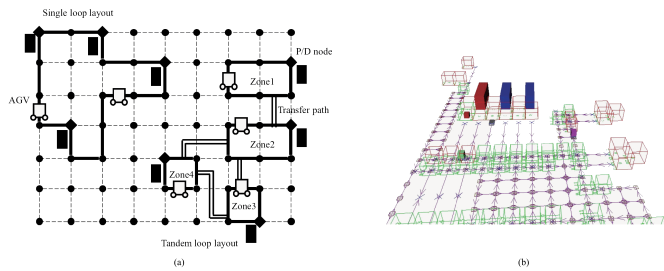 Single loop layout
P/D node
AGV
Zone1
Transfer path
Zone2
Zone4
Zone3
Tandem loop layout
(a)
(b)